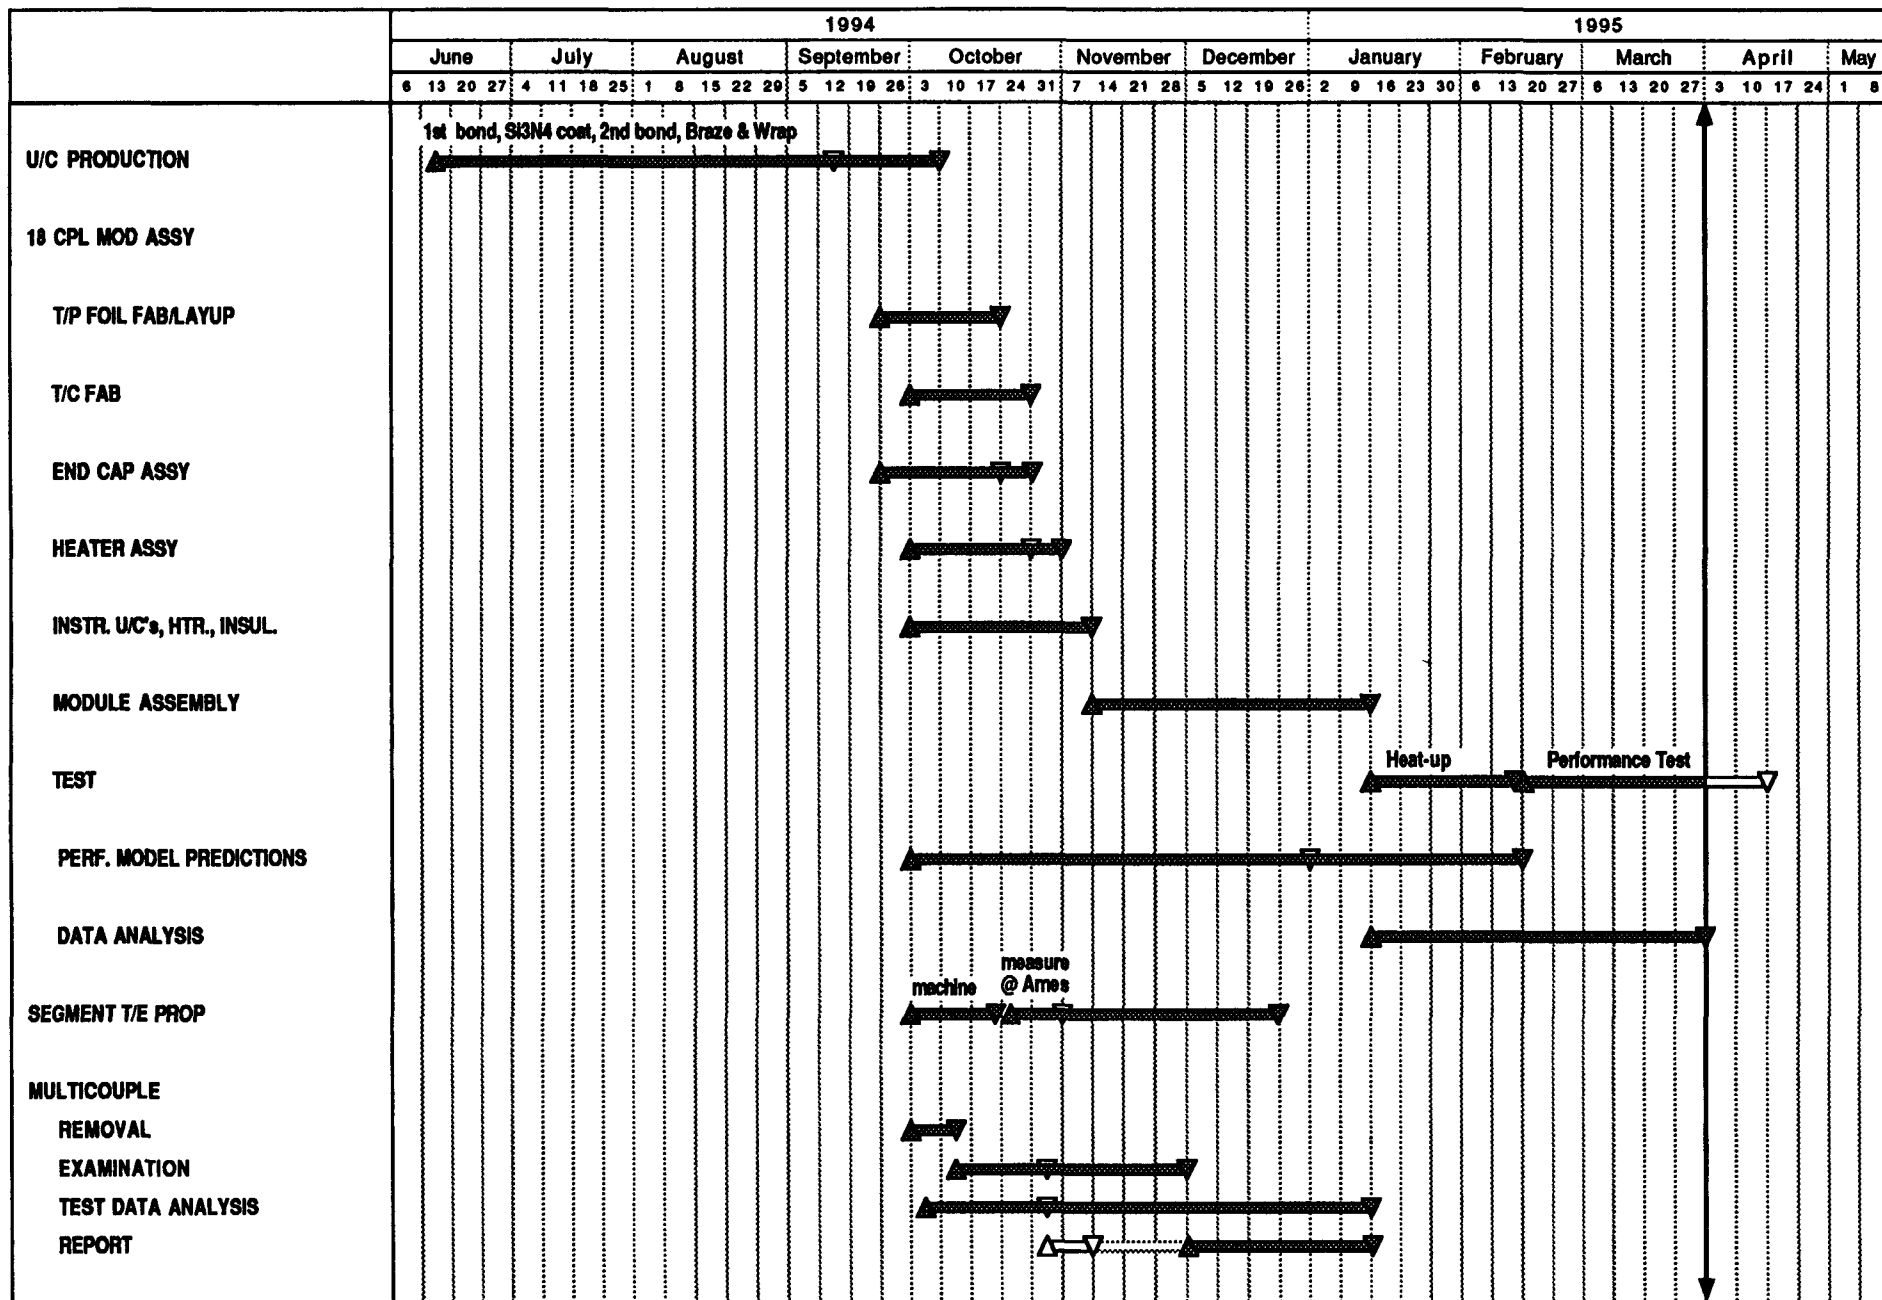 1994 1995
June July August September October November December January February March April May
6 13 20 27 4 11 18 25 1 8 15 22 29 5 12 19 26 3 10 17 24 31 7 14 21 28 5 12 19 26 2 9 16 23 30 6 13 20 27 6 13 20 27 3 10 17 24 1 8
1st bond, Si3N4 coat, 2nd bond, Braze & Wrap
U/C PRODUCTION
18 CPL MOD ASSY
T/P FOIL FAB/LAYUP
T/C FAB
END CAP ASSY
HEATER ASSY
INSTR. U/C's, HTR., INSUL.
MODULE ASSEMBLY
Heat-up Performance Test
TEST
PERF. MODEL PREDICTIONS
DATA ANALYSIS
measure
machine @ Ames
SEGMENT T/E PROP
MULTICOUPLE
REMOVAL
EXAMINATION
TEST DATA ANALYSIS
REPORT